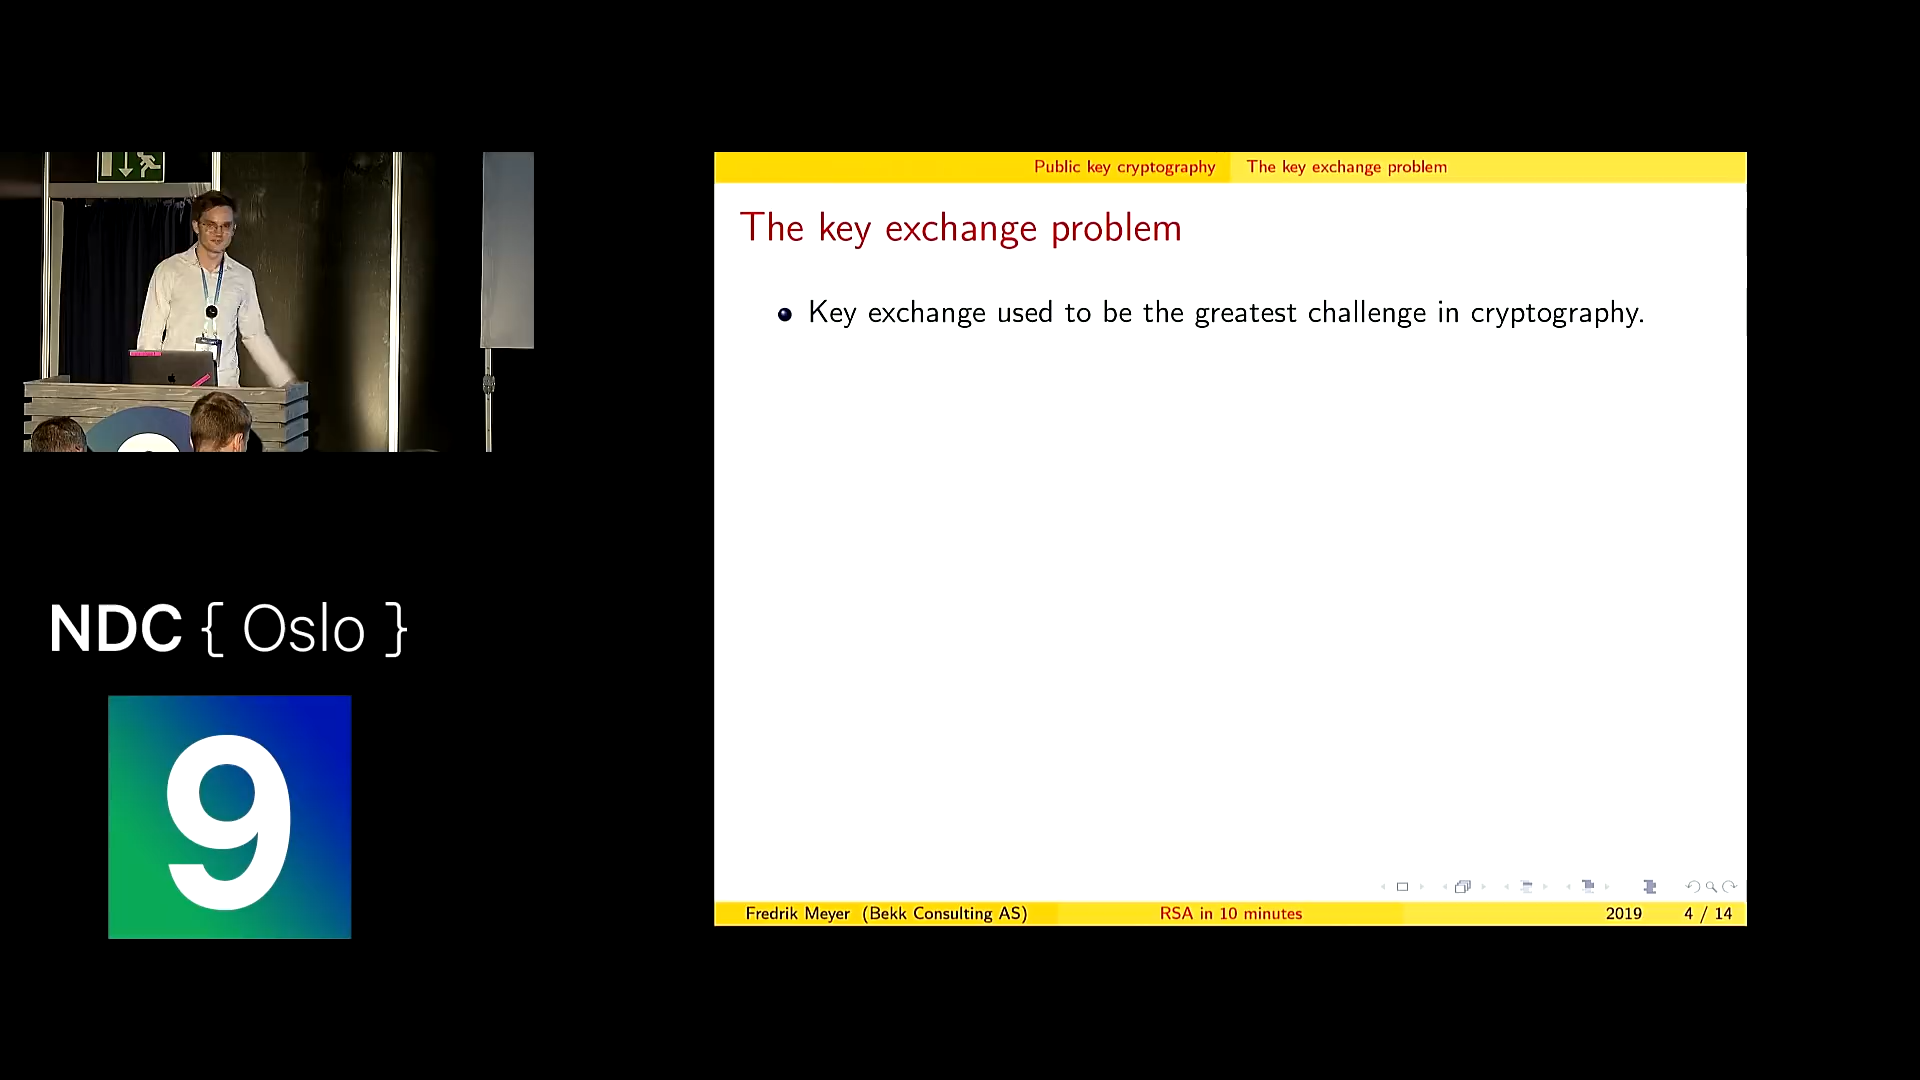 Public key cryptography The key exchange problem
The key exchange problem
Key exchange used to be the greatest challenge in cryptography.
NDC { Oslo }
9
Fredrik Meyer (Bekk Consulting AS) RSA in 10 minutes 2019 4 / 14